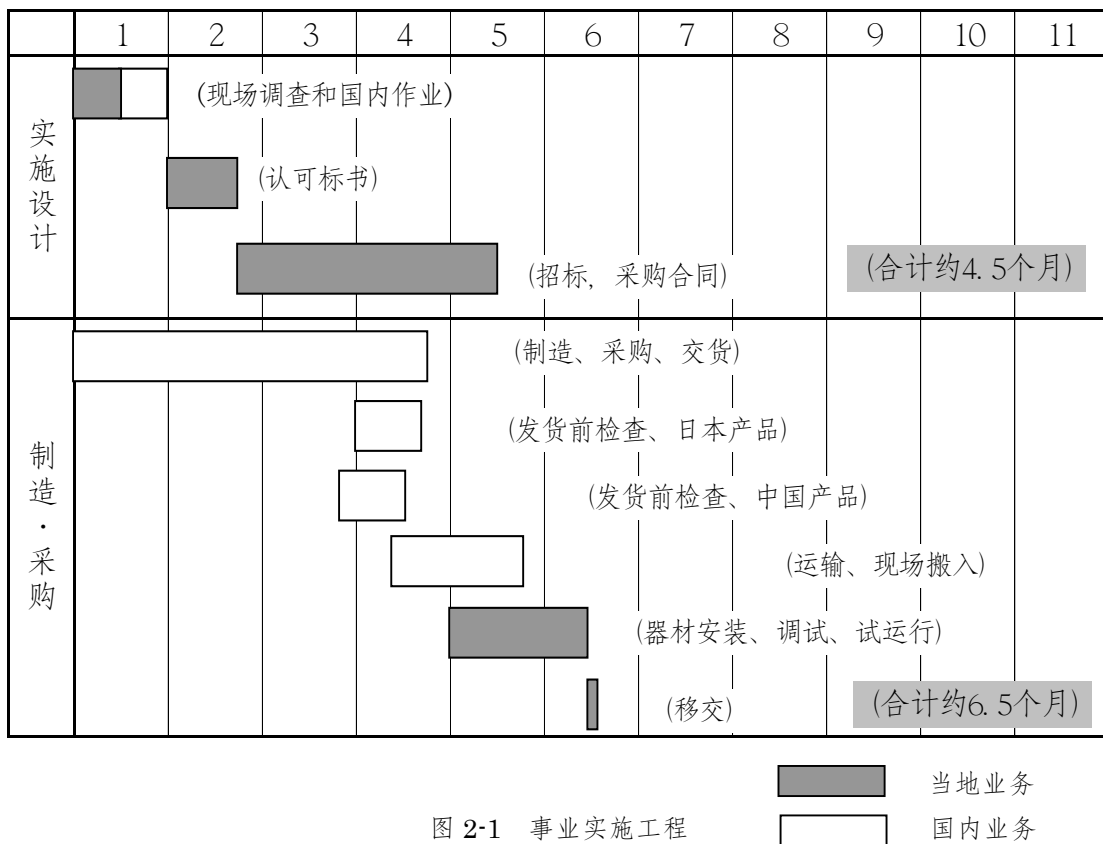 1 2 3 4 5 6 7 8 9 10 11
实施设计
(现场调查和国内作业)
(认可标书)
(招标, 采购合同)
(合计约4.5个月)
制造·采购
(制造、采购、交货)
(发货前检查、日本产品)
(发货前检查、中国产品)
(运输、现场搬入)
(器材安装、调试、试运行)
(移交)
(合计约6.5个月)
当地业务
图 2-1 事业实施工程
国内业务